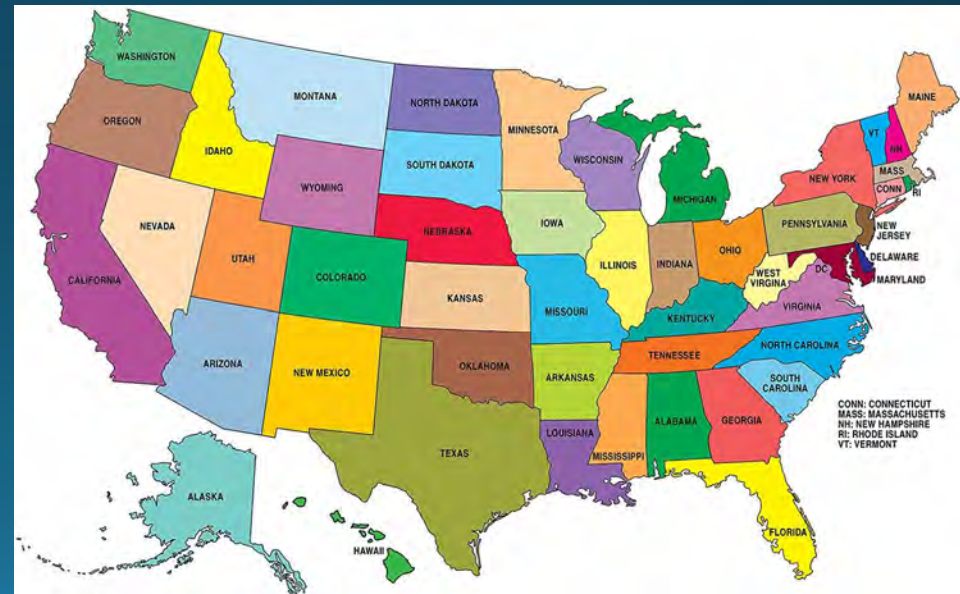 WASHINGTON
MONTANA
NORTH DAKOTA
MINNESOTA
MAINE
OREGON
IDAHO
SOUTH DAKOTA
WISCONSIN
VT
NH
WYOMING
MICHIGAN
NEW YORK
MASS
CONN
RI
NEVADA
NEBRASKA
IOWA
PENNSYLVANIA
NEW
JERSEY
UTAH
COLORADO
ILLINOIS
INDIANA
OHIO
DELAWARE
CALIFORNIA
KANSAS
MISSOURI
WEST
VIRGINA
DC
MARYLAND
KENTUCKY
VIRGINIA
ARIZONA
NEW MEXICO
OKLAHOMA
ARKANSAS
TENNESSEE
NORTH CAROLINA
SOUTH
CAROLINA
TEXAS
LOUISIANA
MISSISSIPPI
ALABAMA
GEORGIA
CONN: CONNECTICUT
MASS: MASSACHUSETTS
NH: NEW HAMPSHIRE
RI: RHODE ISLAND
VT: VERMONT
ALASKA
HAWAII
FLORIDA